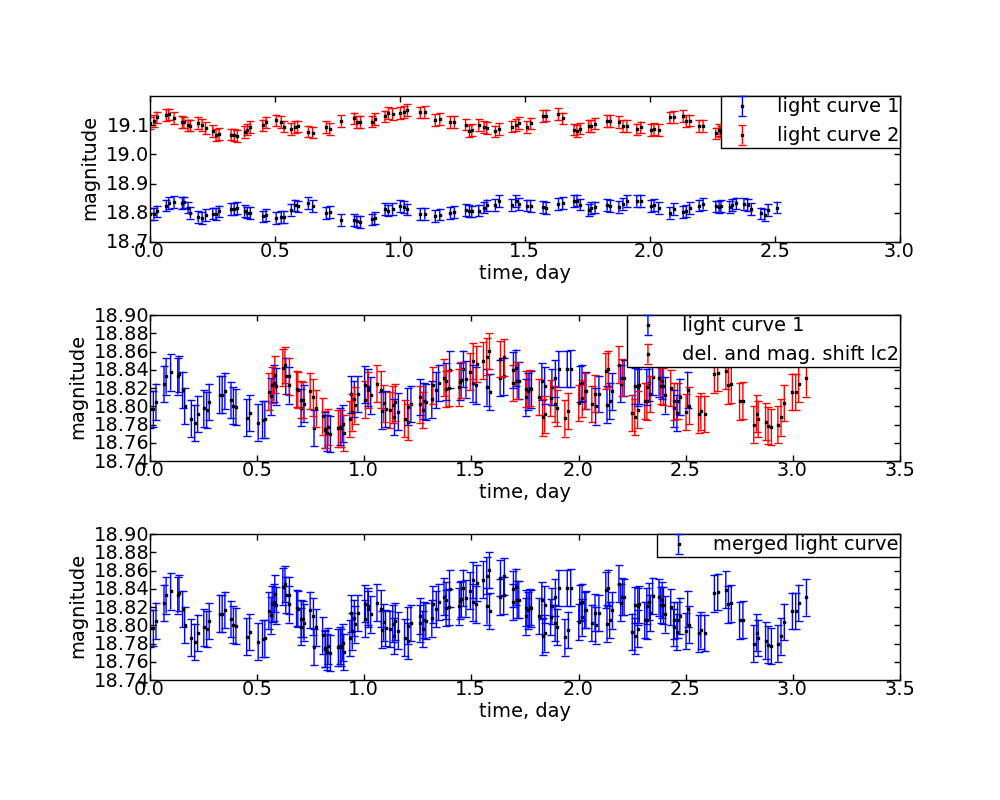 magnitude
19.1
19.0
18.9
18.8
18.7
light curve 1
light curve 2
0.0 0.5 1.0 1.5 2.0 2.5 3.0
time, day
magnitude
18.90
18.88
18.86
18.84
18.82
18.80
18.78
18.76
18.74
light curve 1
del. and mag. shift lc2
0.0 0.5 1.0 1.5 2.0 2.5 3.0 3.5
time, day
magnitude
18.90
18.88
18.86
18.84
18.82
18.80
18.78
18.76
18.74
merged light curve
0.0 0.5 1.0 1.5 2.0 2.5 3.0 3.5
time, day